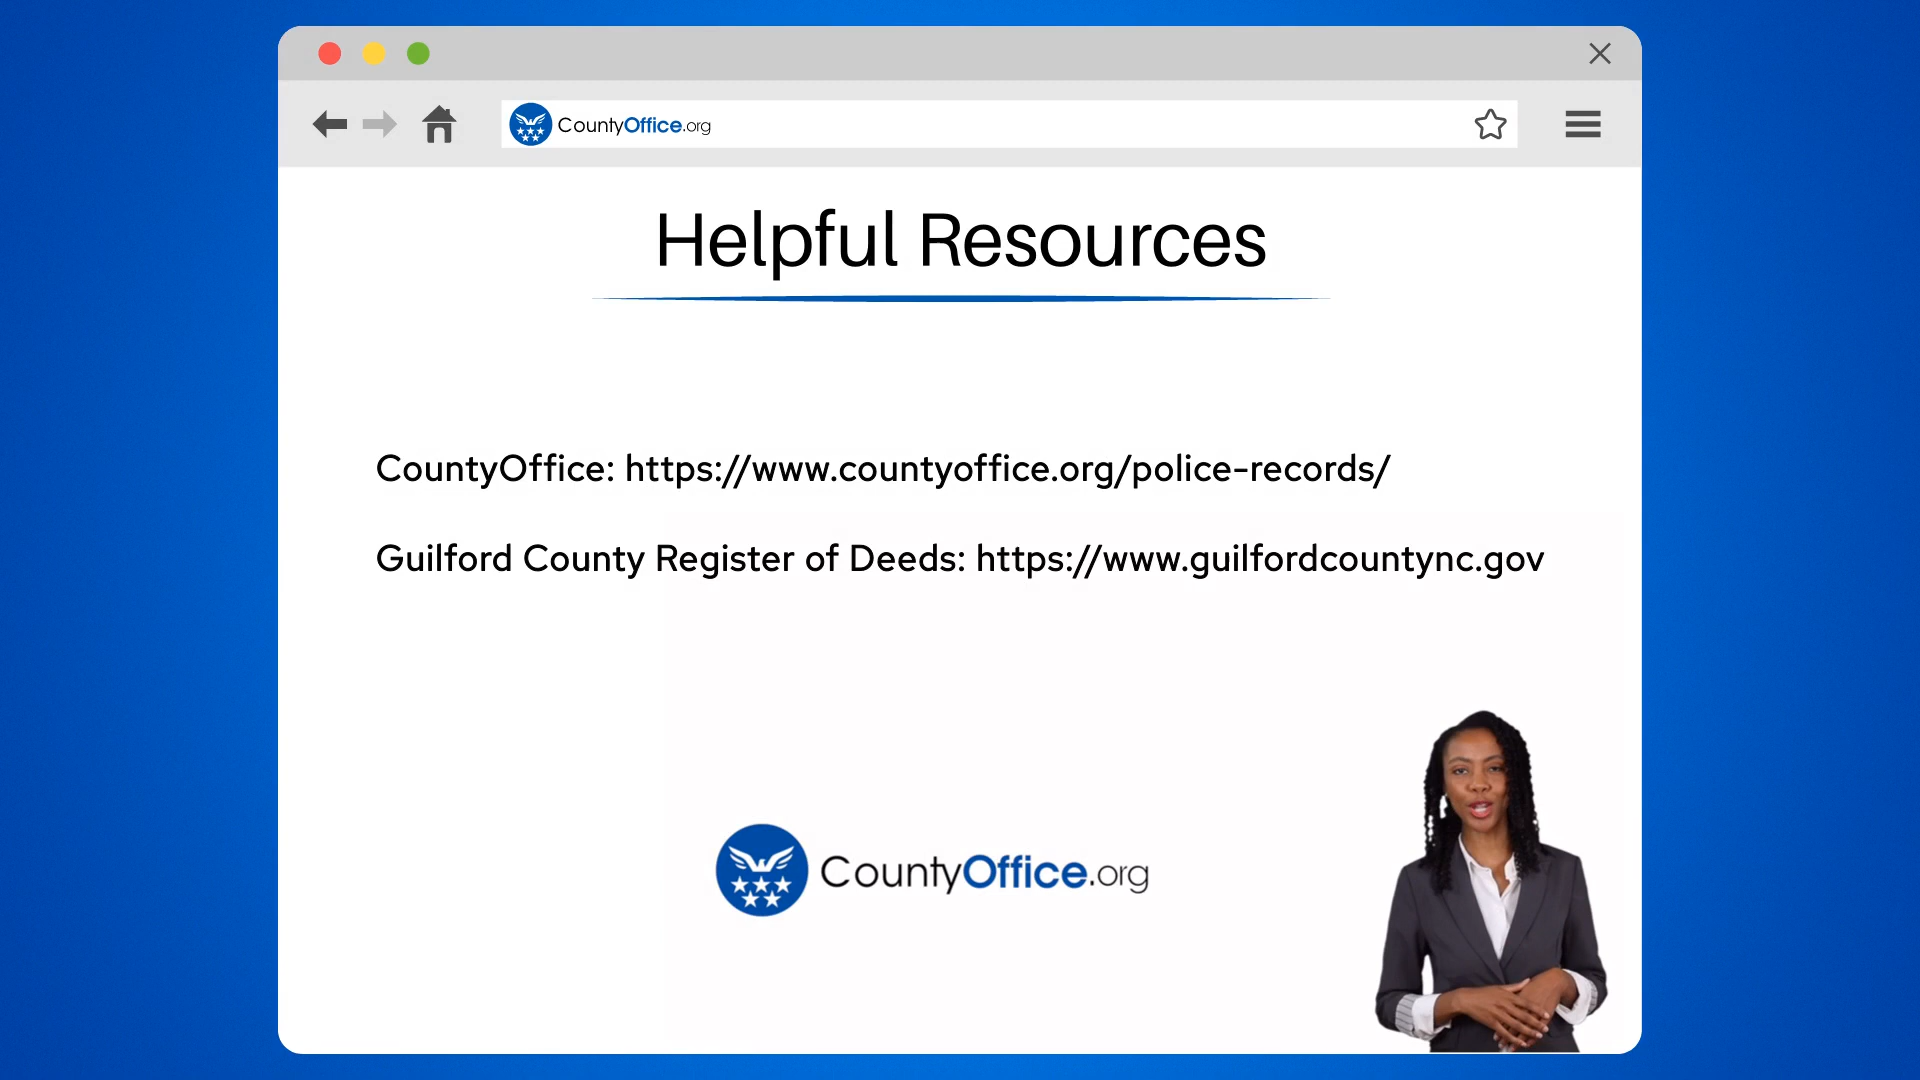 CountyOffice.org
Helpful Resources
CountyOffice: https://www.countyoffice.org/police-records/
Guilford County Register of Deeds: https://www.guilfordcountync.gov
CountyOffice.org